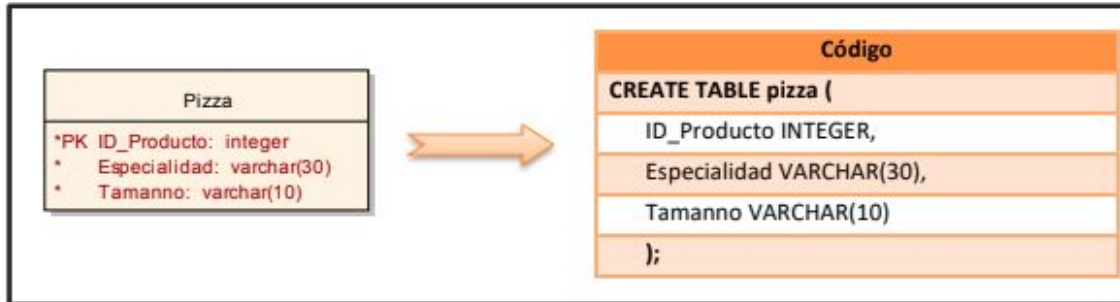 Pizza
*PK ID_Producto: integer
* Especialidad: varchar(30)
* Tamanno: varchar(10)
Código
CREATE TABLE pizza (
ID_Producto INTEGER,
Especialidad VARCHAR(30),
Tamanno VARCHAR(10)
);